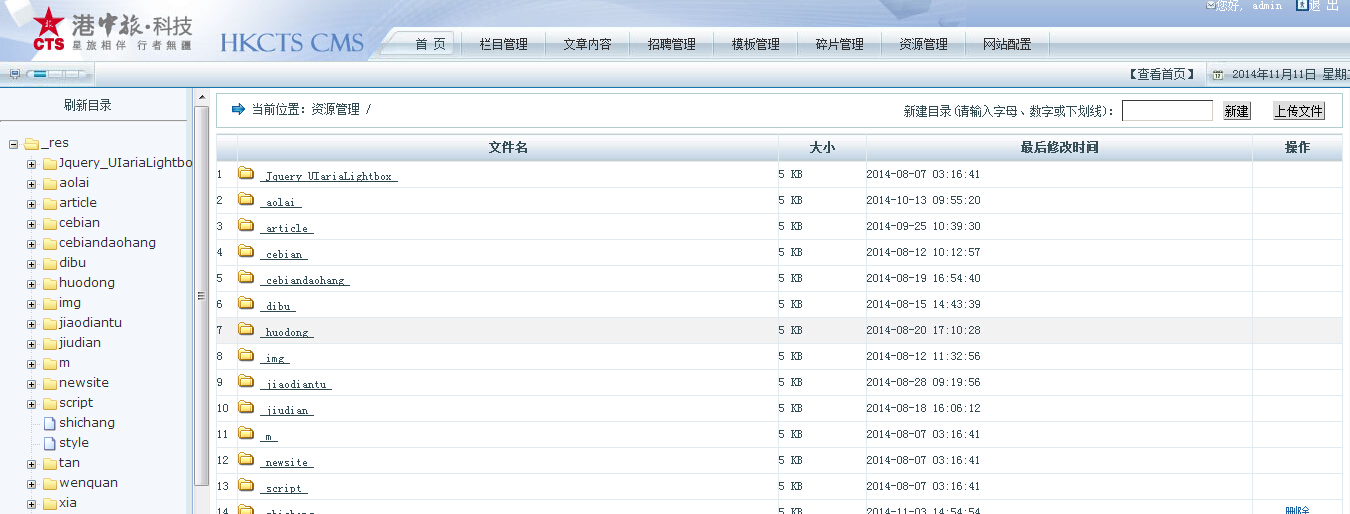 您好, admin 退 出
港中旅·科技
CTS 星旅相伴 行者無疆
HKCTS CMS
首 页 栏目管理 文章内容 招聘管理 模板管理 碎片管理 资源管理 网站配置
【查看首页】 2014年11月11日 星期
刷新目录
_res
Jquery_UIariaLightbo
aolai
article
cebian
cebiandaohang
dibu
huodong
img
jiaodiantu
jiudian
m
newsite
script
shichang
style
tan
wenquan
xia
当前位置: 资源管理 /
新建目录(请输入字母、数字或下划线): 新建 上传文件
文件名 大小 最后修改时间 操作
1 Jquery_UIariaLightbox 5 KB 2014-08-07 03:16:41
2 aolai 5 KB 2014-10-13 09:55:20
3 article 5 KB 2014-09-25 10:39:30
4 cebian 5 KB 2014-08-12 10:12:57
5 cebiandaohang 5 KB 2014-08-19 16:54:40
6 dibu 5 KB 2014-08-15 14:43:39
7 huodong 5 KB 2014-08-20 17:10:28
8 img 5 KB 2014-08-12 11:32:56
9 jiaodiantu 5 KB 2014-08-28 09:19:56
10 jiudian 5 KB 2014-08-18 16:06:12
11 m 5 KB 2014-08-07 03:16:41
12 newsite 5 KB 2014-08-07 03:16:41
13 script 5 KB 2014-08-07 03:16:41
14 shichang 5 KB 2014-11-03 14:54:54 删除